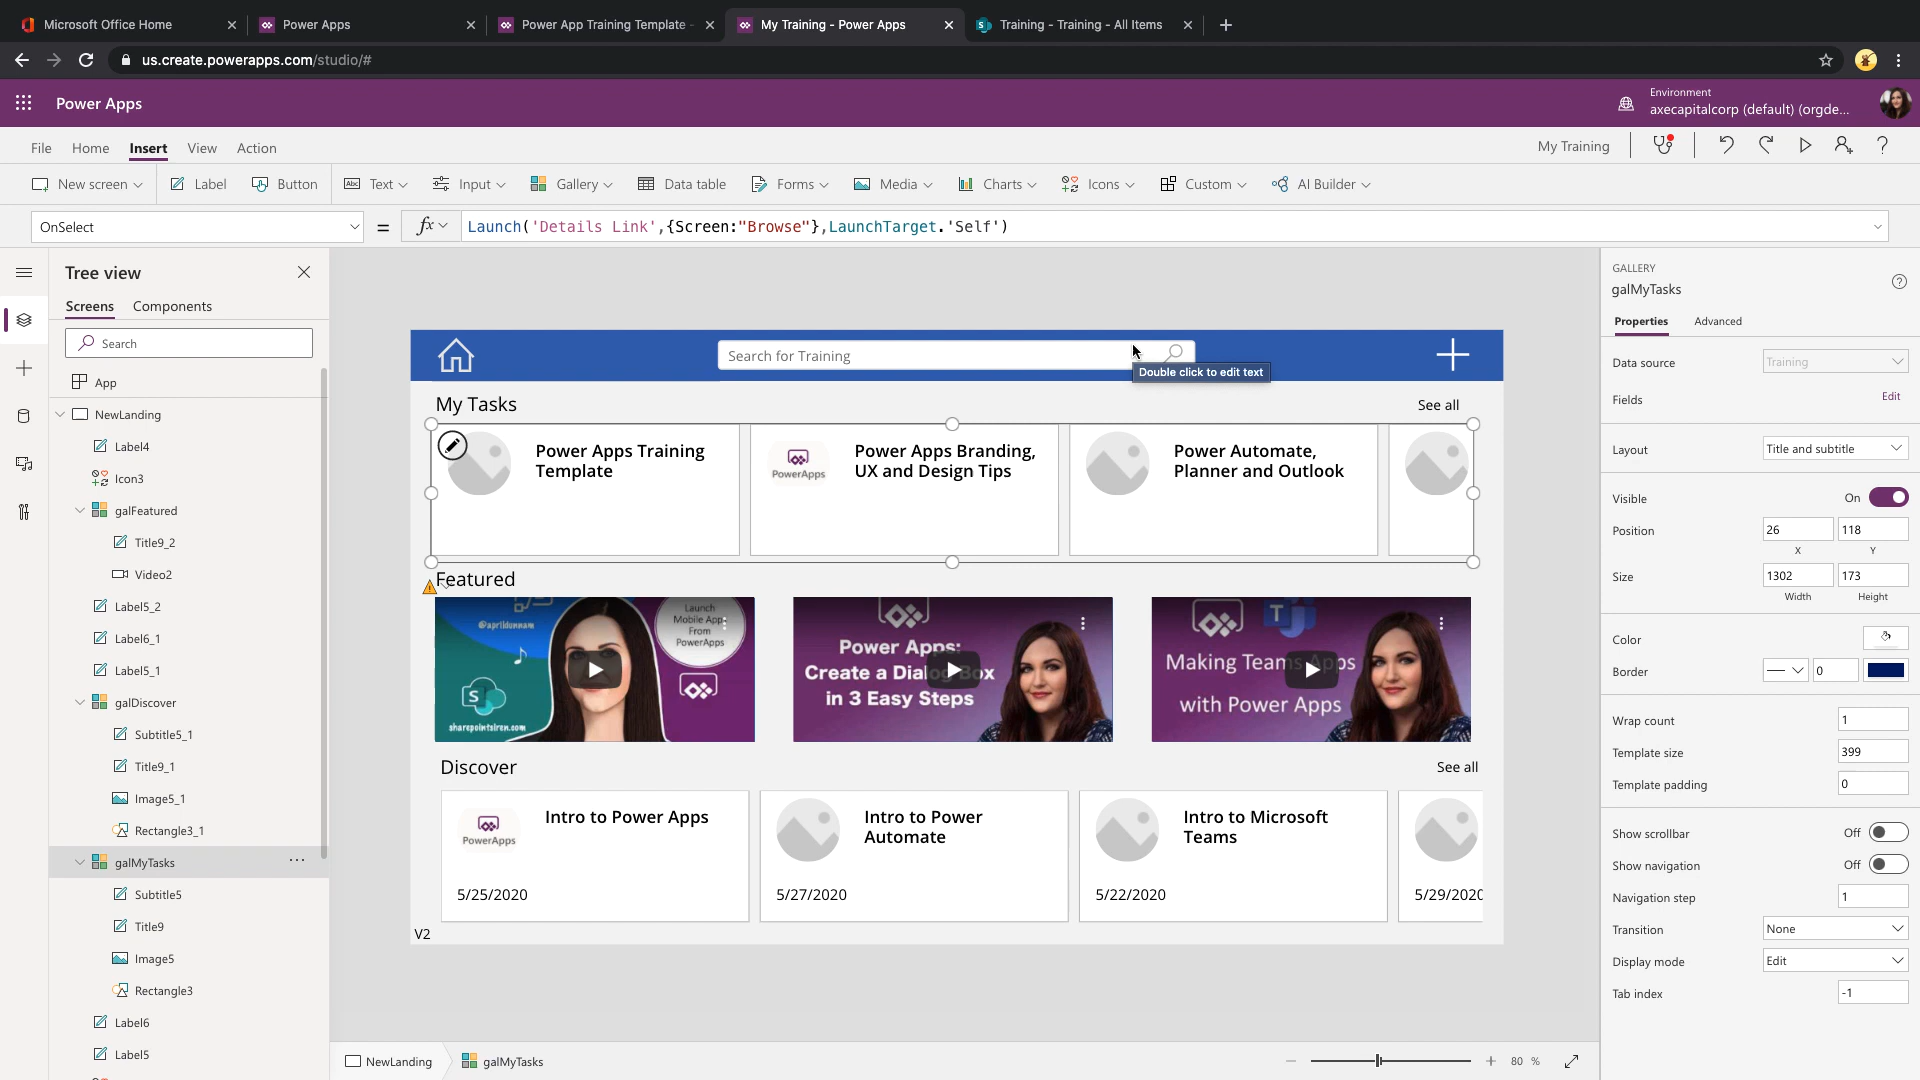 Microsoft Office Home
Power Apps
Power App Training Template -
My Training - Power Apps
Training - Training - All Items
us.create.powerapps.com/studio/#
Power Apps
Environment
axecapitalcorp (default) (orgde...
File
Home
Insert
View
Action
My Training
New screen
Label
Button
Text
Input
Gallery
Data table
Forms
Media
Charts
Icons
Custom
AI Builder
OnSelect
=
fx
Launch('Details Link',{Screen:"Browse"},LaunchTarget.'Self')
Tree view
Screens
Components
Search
App
NewLanding
Label4
Icon3
galFeatured
Title9_2
Video2
Label5_2
Label6_1
Label5_1
galDiscover
Subtitle5_1
Title9_1
Image5_1
Rectangle3_1
galMyTasks
Subtitle5
Title9
Image5
Rectangle3
Label6
Label5
Search for Training
Double click to edit text
My Tasks
See all
Power Apps Training
Template
PowerApps
Power Apps Branding,
UX and Design Tips
Power Automate,
Planner and Outlook
Featured
@aprildunnam
Launch
Mobile App
From
PowerApps
sharepointsiren.com
Power Apps:
Create a Dialog Box
in 3 Easy Steps
Making Teams Apps
with Power Apps
Discover
See all
PowerApps
Intro to Power Apps
5/25/2020
Intro to Power
Automate
5/27/2020
Intro to Microsoft
Teams
5/22/2020
5/29/2020
V2
NewLanding
galMyTasks
80 %
GALLERY
galMyTasks
Properties
Advanced
Data source
Training
Fields
Edit
Layout
Title and subtitle
Visible
On
Position
26
118
X
Y
Size
1302
173
Width
Height
Color
Border
0
Wrap count
1
Template size
399
Template padding
0
Show scrollbar
Off
Show navigation
Off
Navigation step
1
Transition
None
Display mode
Edit
Tab index
-1